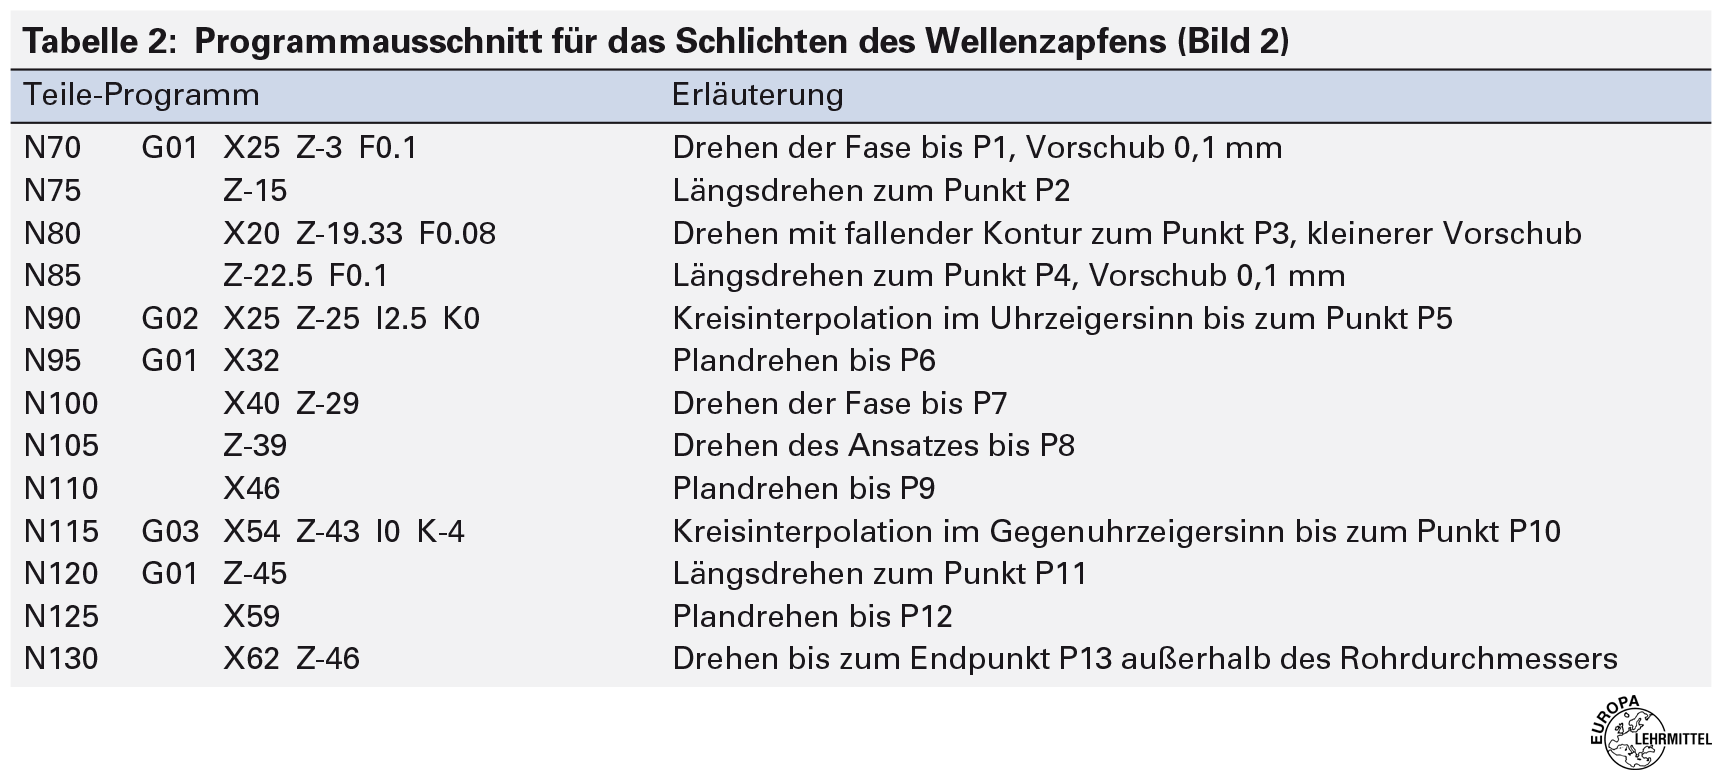 Tabelle 2: Programmausschnitt für das Schlichten des Wellenzapfens (Bild 2)
Teile-Programm Erläuterung
N70 G01 X25 Z-3 F0.1 Drehen der Fase bis P1, Vorschub 0,1 mm
N75 Z-15 Längsdrehen zum Punkt P2
N80 X20 Z-19.33 F0.08 Drehen mit fallender Kontur zum Punkt P3, kleinerer Vorschub
N85 Z-22.5 F0.1 Längsdrehen zum Punkt P4, Vorschub 0,1 mm
N90 G02 X25 Z-25 I2.5 K0 Kreisinterpolation im Uhrzeigersinn bis zum Punkt P5
N95 G01 X32 Plandrehen bis P6
N100 X40 Z-29 Drehen der Fase bis P7
N105 Z-39 Drehen des Ansatzes bis P8
N110 X46 Plandrehen bis P9
N115 G03 X54 Z-43 I0 K-4 Kreisinterpolation im Gegenuhrzeigersinn bis zum Punkt P10
N120 G01 Z-45 Längsdrehen zum Punkt P11
N125 X59 Plandrehen bis P12
N130 X62 Z-46 Drehen bis zum Endpunkt P13 außerhalb des Rohrdurchmessers
EUROPA
LEHRMITTEL